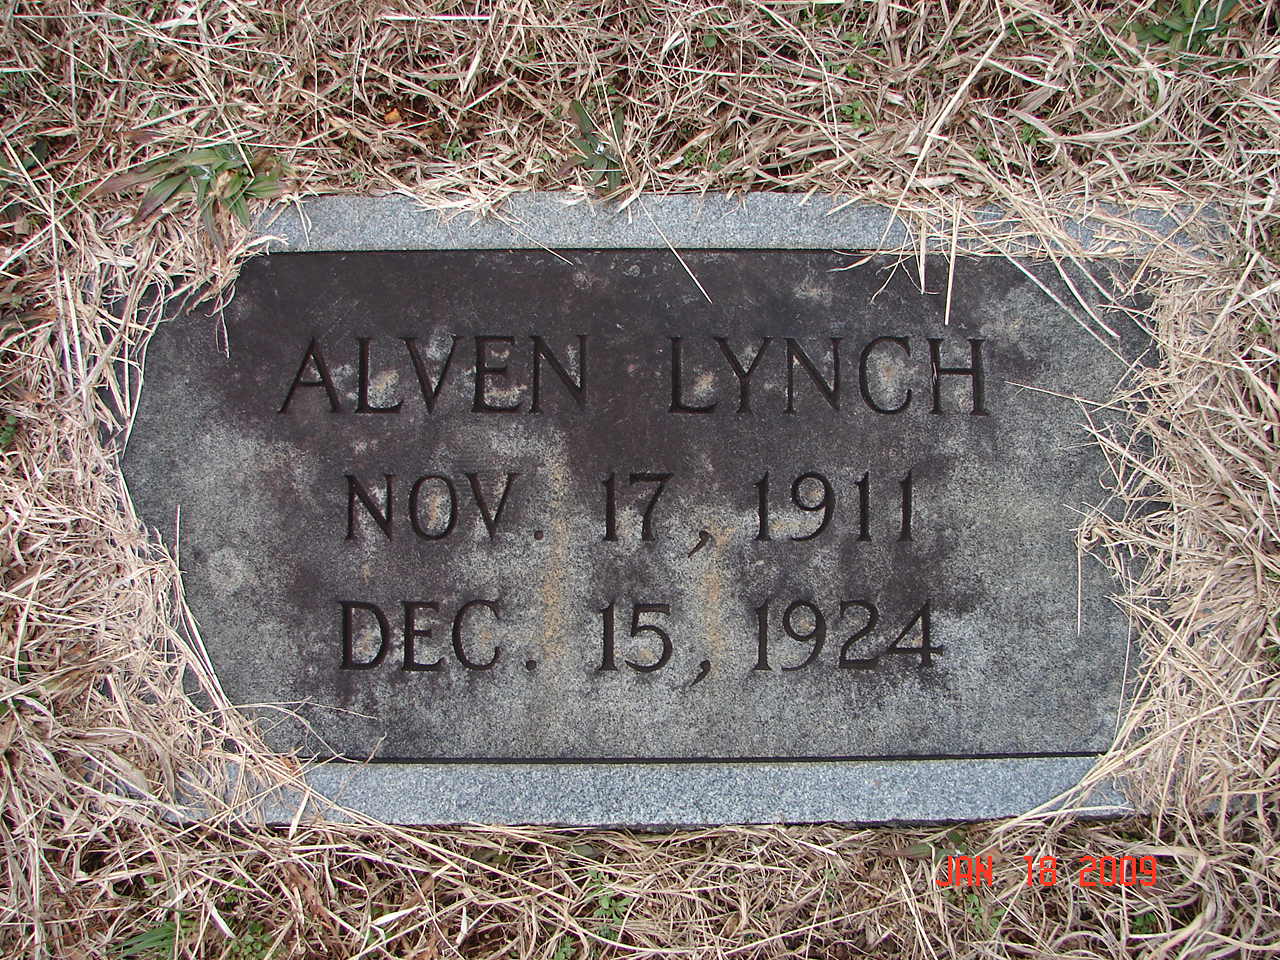 ALVEN LYNCH
NOV. 17, 1911
DEC. 15, 1924
JAN 18 2009